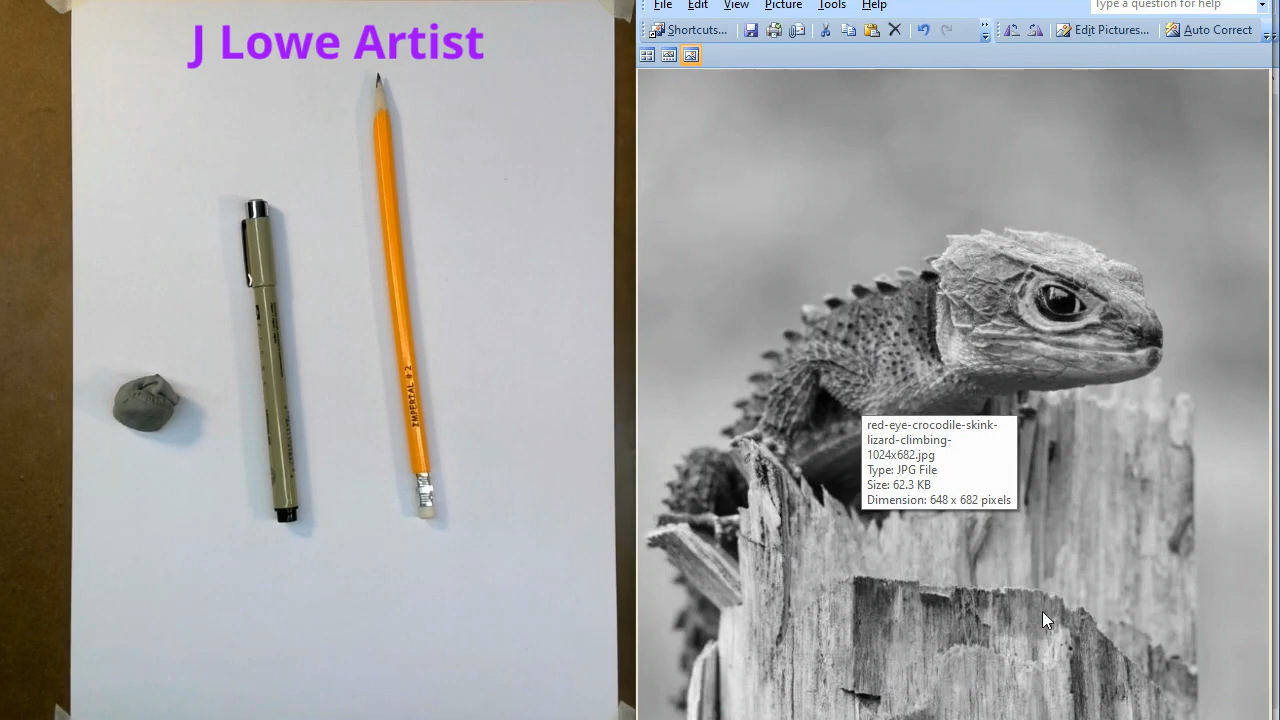 J Lowe Artist
IMPERIAL # 2
File Edit View Picture Tools Help
Type a question for help
Shortcuts...
Edit Pictures...
Auto Correct
red-eye-crocodile-skink-
lizard-climbing-
1024x682.jpg
Type: JPG File
Size: 62.3 KB
Dimension: 648 x 682 pixels